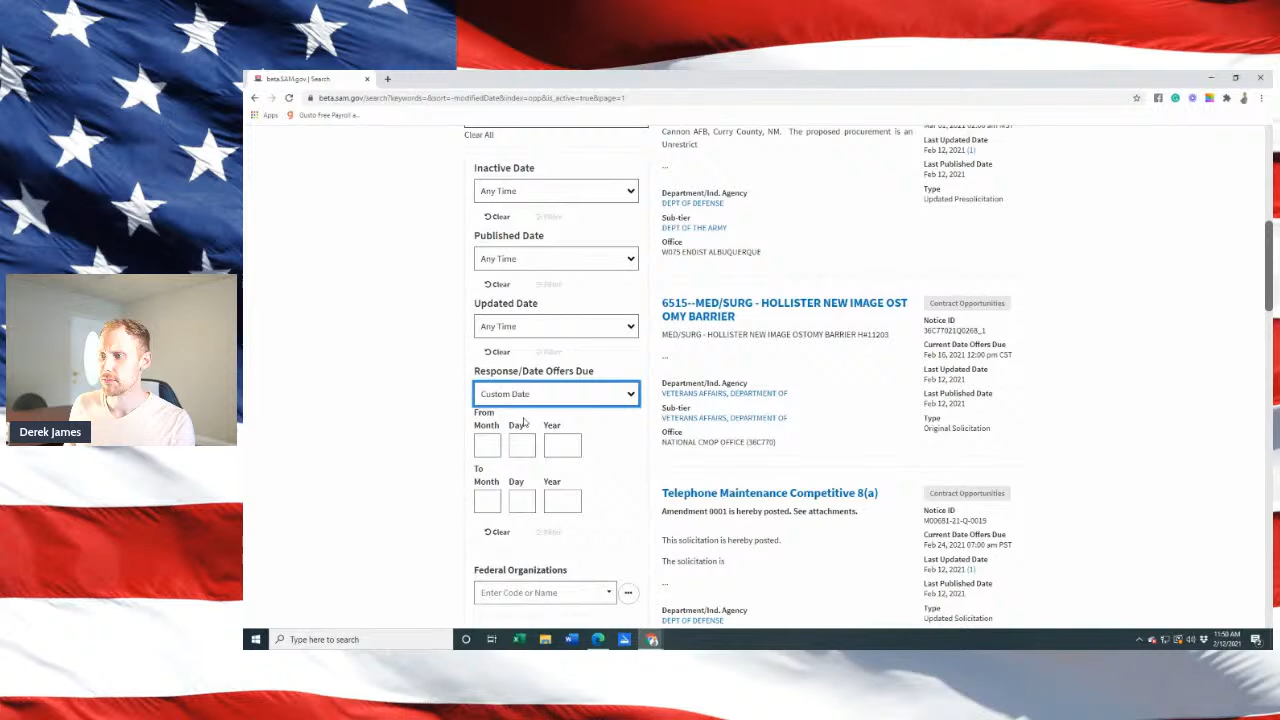 beta.SAM.gov | Search
beta.sam.gov/search?keywords=&sort=-modifiedDate&index=opp&is_active=true&page=1
Apps
Gusto Free Payroll a...
Clear All
Inactive Date
Any Time
Clear
Filter
Published Date
Any Time
Clear
Filter
Updated Date
Any Time
Clear
Filter
Response/Date Offers Due
Custom Date
From
Month Day Year
To
Month Day Year
Clear
Filter
Federal Organizations
Enter Code or Name
Cannon AFB, Curry County, NM. The proposed procurement is an
Unrestrict
...
Department/Ind. Agency
DEPT OF DEFENSE
Sub-tier
DEPT OF THE ARMY
Office
W075 ENDIST ALBUQUERQUE
Last Updated Date
Feb 12, 2021 (1)
Last Published Date
Feb 12, 2021
Type
Updated Presolicitation
6515--MED/SURG - HOLLISTER NEW IMAGE OST
OMY BARRIER
MED/SURG - HOLLISTER NEW IMAGE OSTOMY BARRIER H#11203
...
Department/Ind. Agency
VETERANS AFFAIRS, DEPARTMENT OF
Sub-tier
VETERANS AFFAIRS, DEPARTMENT OF
Office
NATIONAL CMOP OFFICE (36C770)
Contract Opportunities
Notice ID
36C77021Q0268_1
Current Date Offers Due
Feb 16, 2021 12:00 pm CST
Last Updated Date
Feb 12, 2021
Last Published Date
Feb 12, 2021
Type
Original Solicitation
Telephone Maintenance Competitive 8(a)
Amendment 0001 is hereby posted. See attachments.
This solicitation is hereby posted.
The solicitation is
...
Department/Ind. Agency
DEPT OF DEFENSE
Contract Opportunities
Notice ID
M00681-21-Q-0019
Current Date Offers Due
Feb 24, 2021 07:00 am PST
Last Updated Date
Feb 12, 2021 (1)
Last Published Date
Feb 12, 2021
Type
Updated Solicitation
Derek James
Type here to search
11:50 AM
2/12/2021